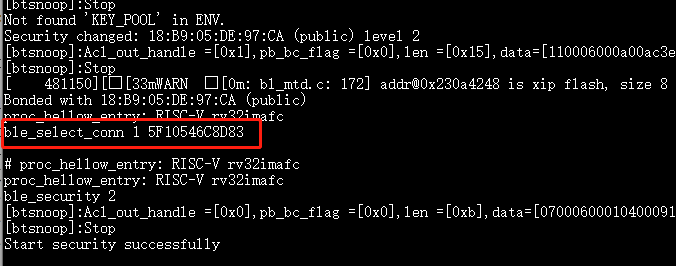 [btsnoop]:Stop
Not found 'KEY_POOL' in ENV.
Security changed: 18:B9:05:DE:97:CA (public) level 2
[btsnoop]:Acl_out_handle =[0x1],pb_bc_flag =[0x0],len =[0x15],data=[110006000a00ac3e
[btsnoop]:Stop
[    481150][□[33mWARN  □[0m: bl_mtd.c: 172] addr@0x230a4248 is xip flash, size 8
Bonded with 18:B9:05:DE:97:CA (public)
proc_hellow_entry: RISC-V rv32imafc
ble_select_conn 1 5F10546C8D83
# proc_hellow_entry: RISC-V rv32imafc
proc_hellow_entry: RISC-V rv32imafc
ble_security 2
[btsnoop]:Acl_out_handle =[0x0],pb_bc_flag =[0x0],len =[0xb],data=[07000600010400091
[btsnoop]:Stop
Start security successfully